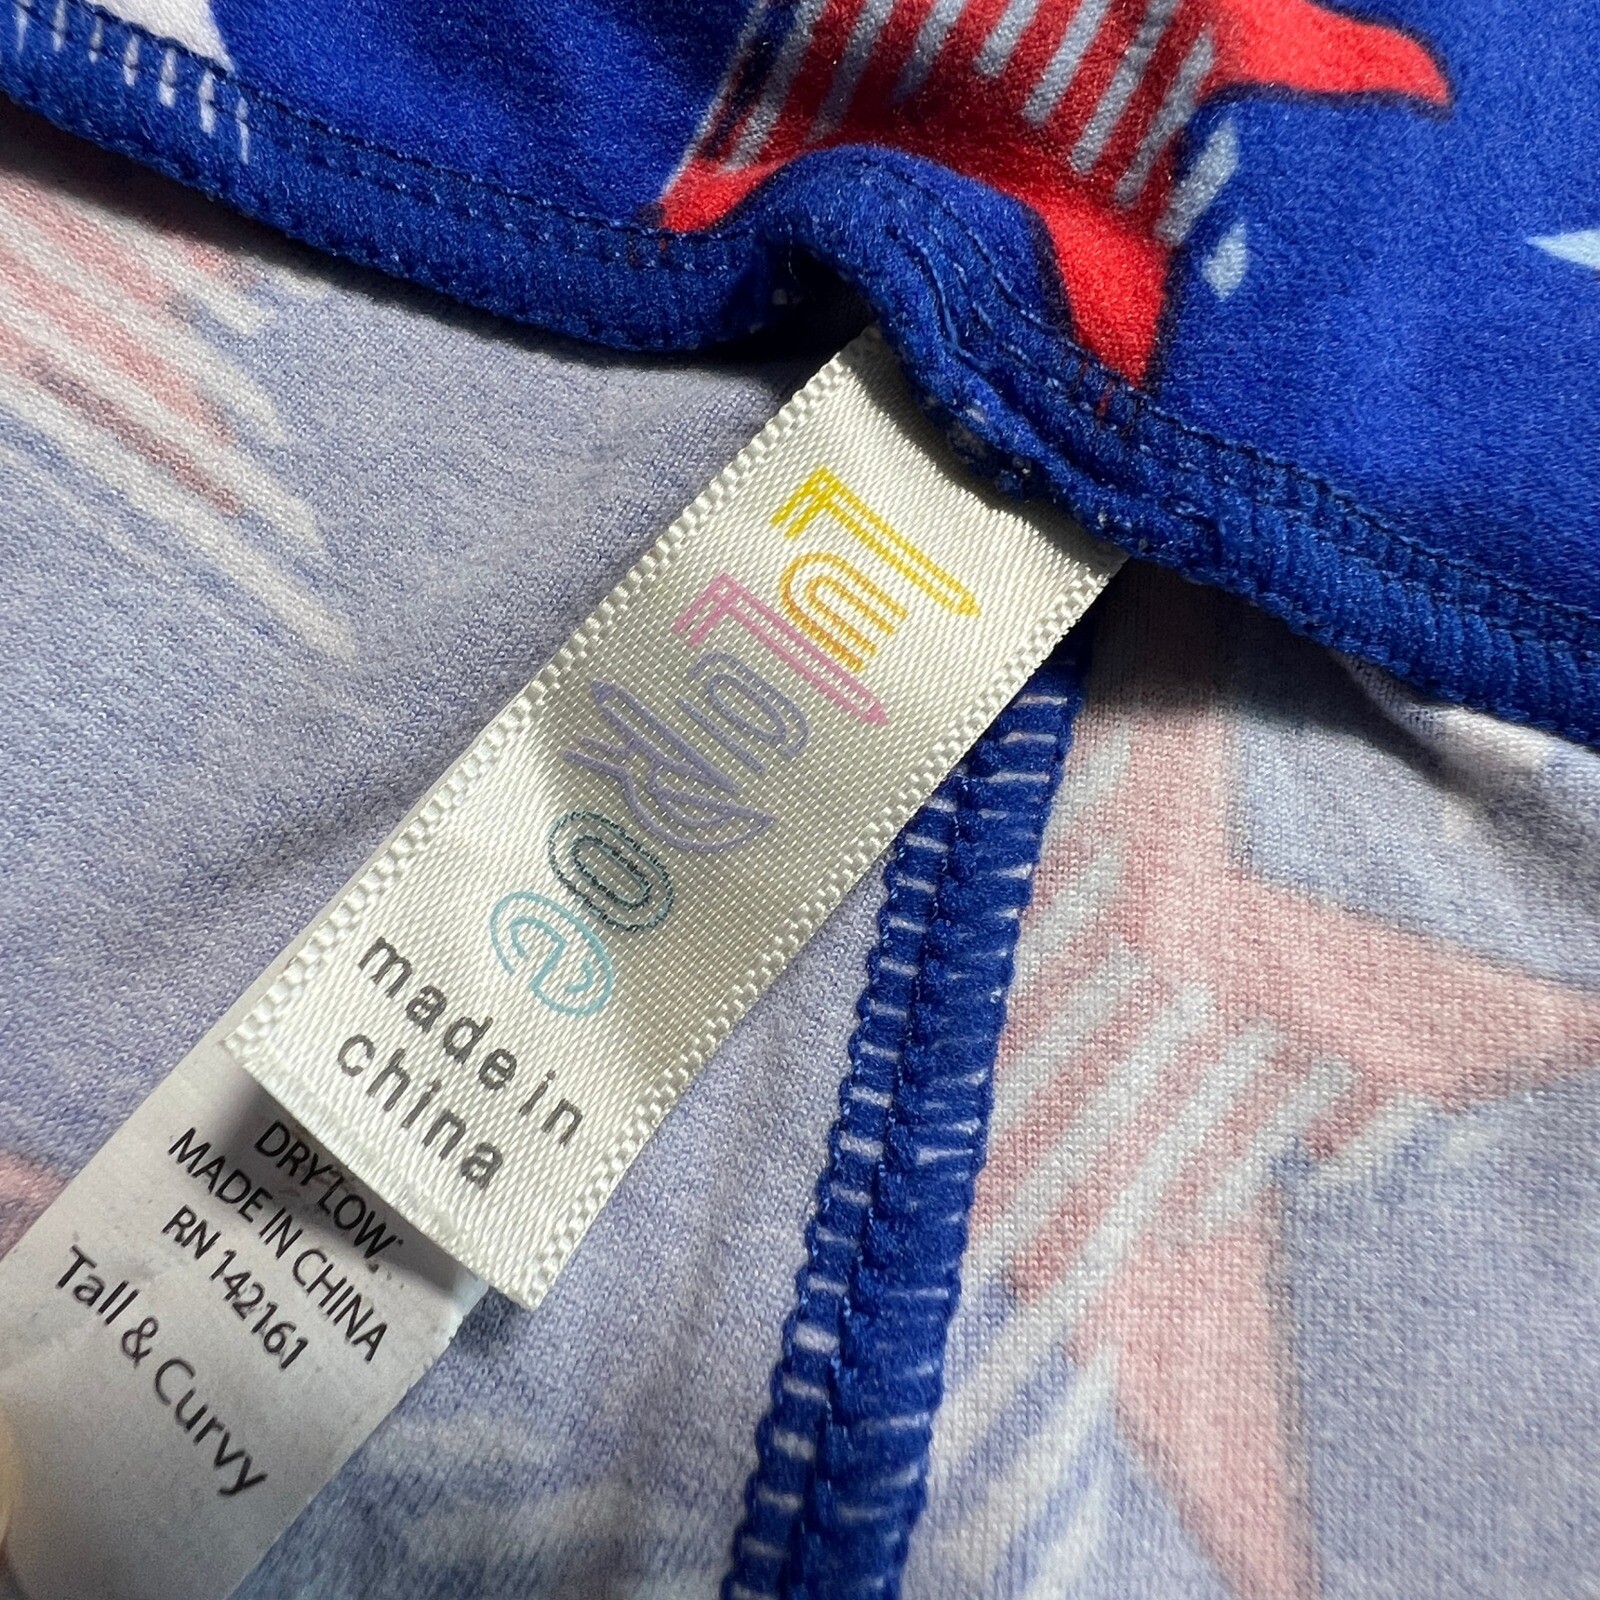 LuLaRoe
made in
china
DRY LOW.
MADE IN CHINA
RN 142161
Tall & Curvy